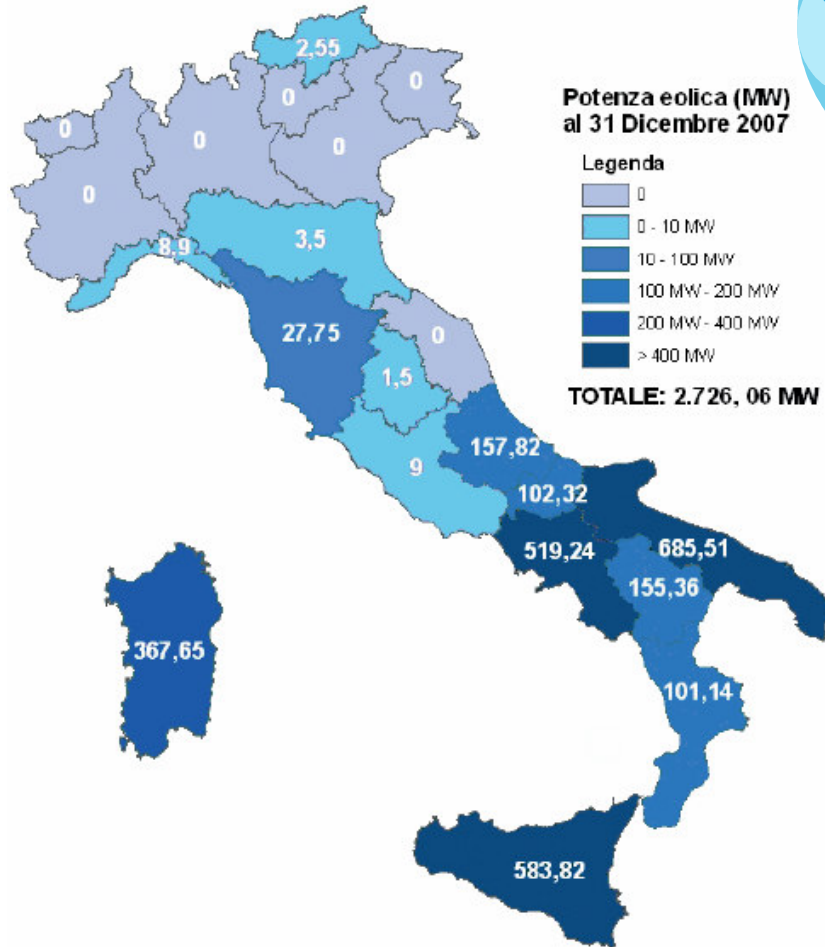 2,55
0
0
0
0
0
0
Potenza eolica (MW)
al 31 Dicembre 2007
Legenda
0
0 - 10 MW
10 - 100 MW
100 MW - 200 MW
200 MW - 400 MW
> 400 MW
TOTALE: 2.726, 06 MW
8,9
3,5
27,75
0
1,5
9
157,82
102,32
519,24
685,51
155,36
367,65
101,14
583,82